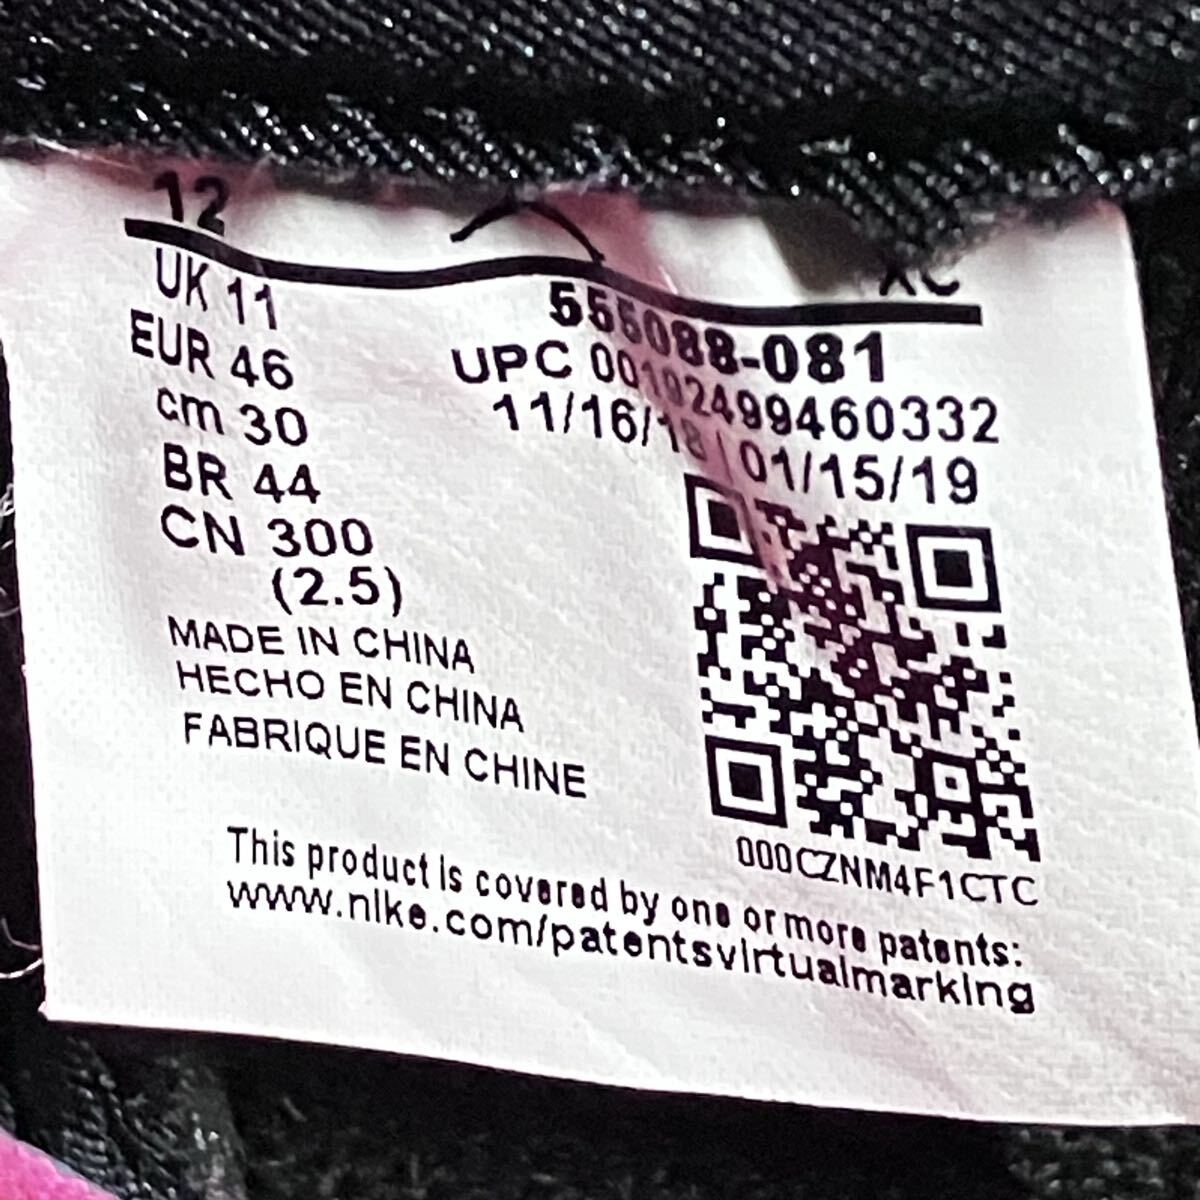 12
UK 11
EUR 46
cm 30
BR 44
CN 300
(2.5)
555088-081
UPC 00192499460332
11/16/18 01/15/19
MADE IN CHINA
HECHO EN CHINA
FABRIQUE EN CHINE
000CZNM4F1CTC
This product is covered by one or more patents:
www.nike.com/patentsvirtualmarking